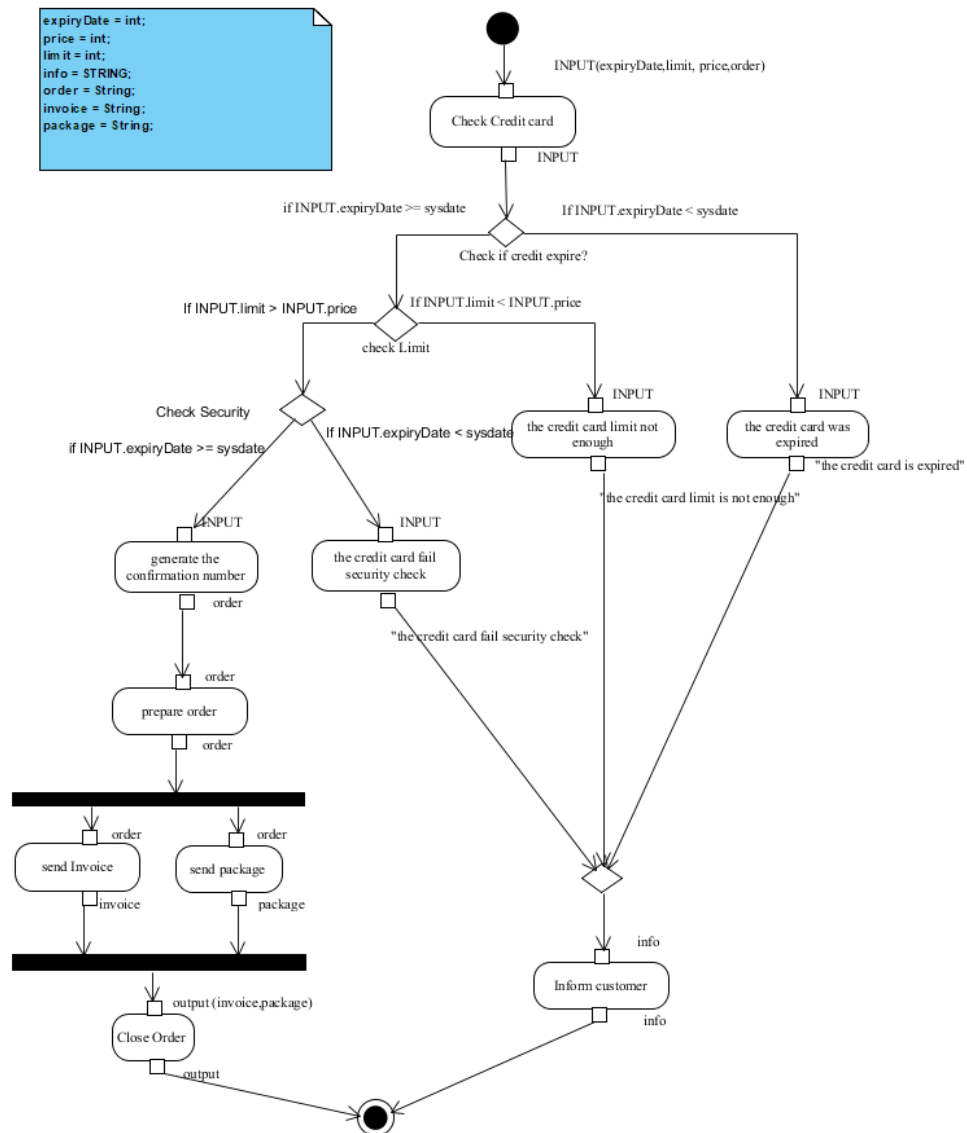 expiryDate = int;
price = int;
limit = int;
info = STRING;
order = String;
invoice = String;
package = String;
INPUT(expiryDate,limit, price,order)
Check Credit card
INPUT
if INPUT.expiryDate >= sysdate
If INPUT.expiryDate < sysdate
Check if credit expire?
If INPUT.limit > INPUT.price
If INPUT.limit < INPUT.price
check Limit
INPUT
INPUT
Check Security
the credit card limit not
enough
the credit card was
expired
if INPUT.expiryDate >= sysdate
If INPUT.expiryDate < sysdate
"the credit card is expired"
"the credit card limit is not enough"
INPUT
INPUT
generate the
confirmation number
the credit card fail
security check
order
"the credit card fail security check"
order
prepare order
order
order
order
send Invoice
send package
invoice
package
info
Inform customer
info
output (invoice,package)
Close Order
output